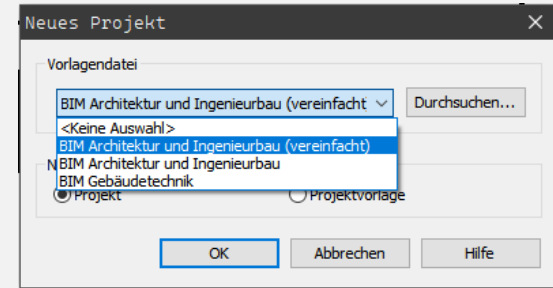 Neues Projekt
Vorlagendatei
BIM Architektur und Ingenieurbau (vereinfacht
Durchsuchen...
<Keine Auswahl>
BIM Architektur und Ingenieurbau (vereinfacht)
BIM Architektur und Ingenieurbau
BIM Gebäudetechnik
Projekt
Projektvorlage
OK
Abbrechen
Hilfe